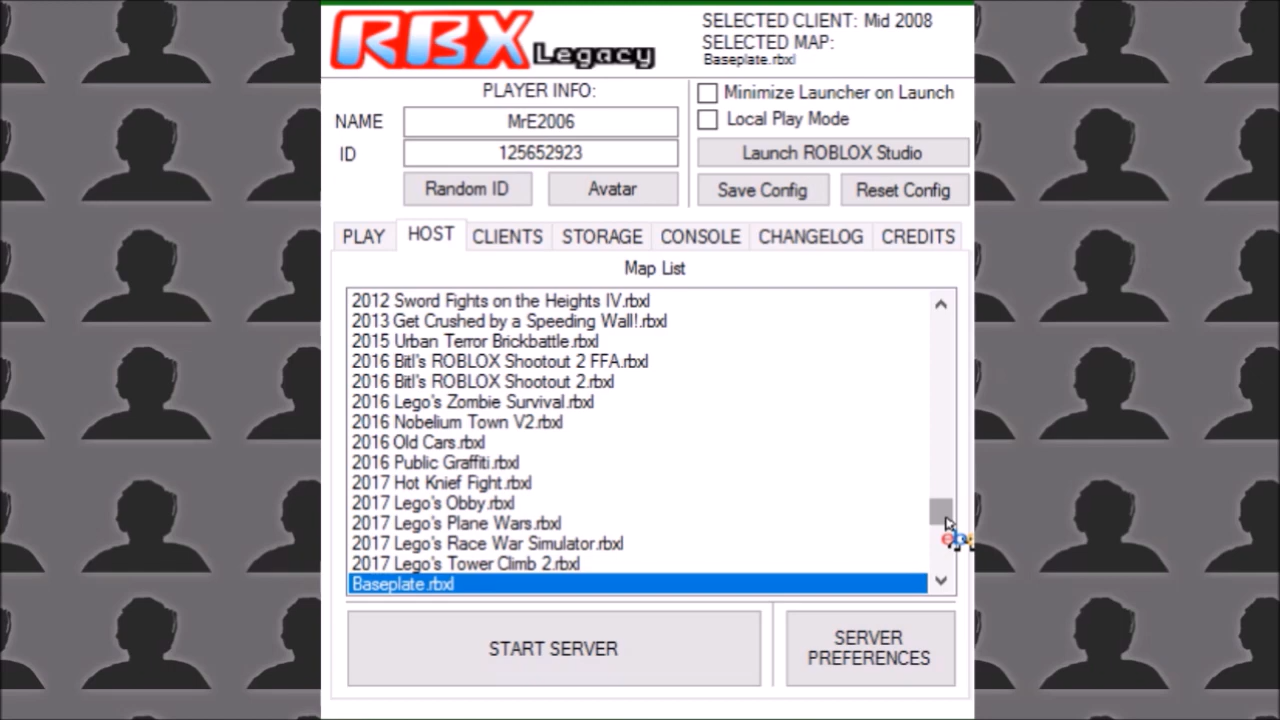 RBX Legacy
SELECTED CLIENT: Mid 2008
SELECTED MAP:
Baseplate.rbxl
PLAYER INFO:
NAME
MrE2006
ID
125652923
Random ID
Avatar
Minimize Launcher on Launch
Local Play Mode
Launch ROBLOX Studio
Save Config
Reset Config
PLAY HOST CLIENTS STORAGE CONSOLE CHANGELOG CREDITS
Map List
2012 Sword Fights on the Heights IV.rbxl
2013 Get Crushed by a Speeding Wall!.rbxl
2015 Urban Terror Brickbattle.rbxl
2016 Bitl's ROBLOX Shootout 2 FFA.rbxl
2016 Bitl's ROBLOX Shootout 2.rbxl
2016 Lego's Zombie Survival.rbxl
2016 Nobelium Town V2.rbxl
2016 Old Cars.rbxl
2016 Public Graffiti.rbxl
2017 Hot Knief Fight.rbxl
2017 Lego's Obby.rbxl
2017 Lego's Plane Wars.rbxl
2017 Lego's Race War Simulator.rbxl
2017 Lego's Tower Climb 2.rbxl
Baseplate.rbxl
START SERVER
SERVER
PREFERENCES